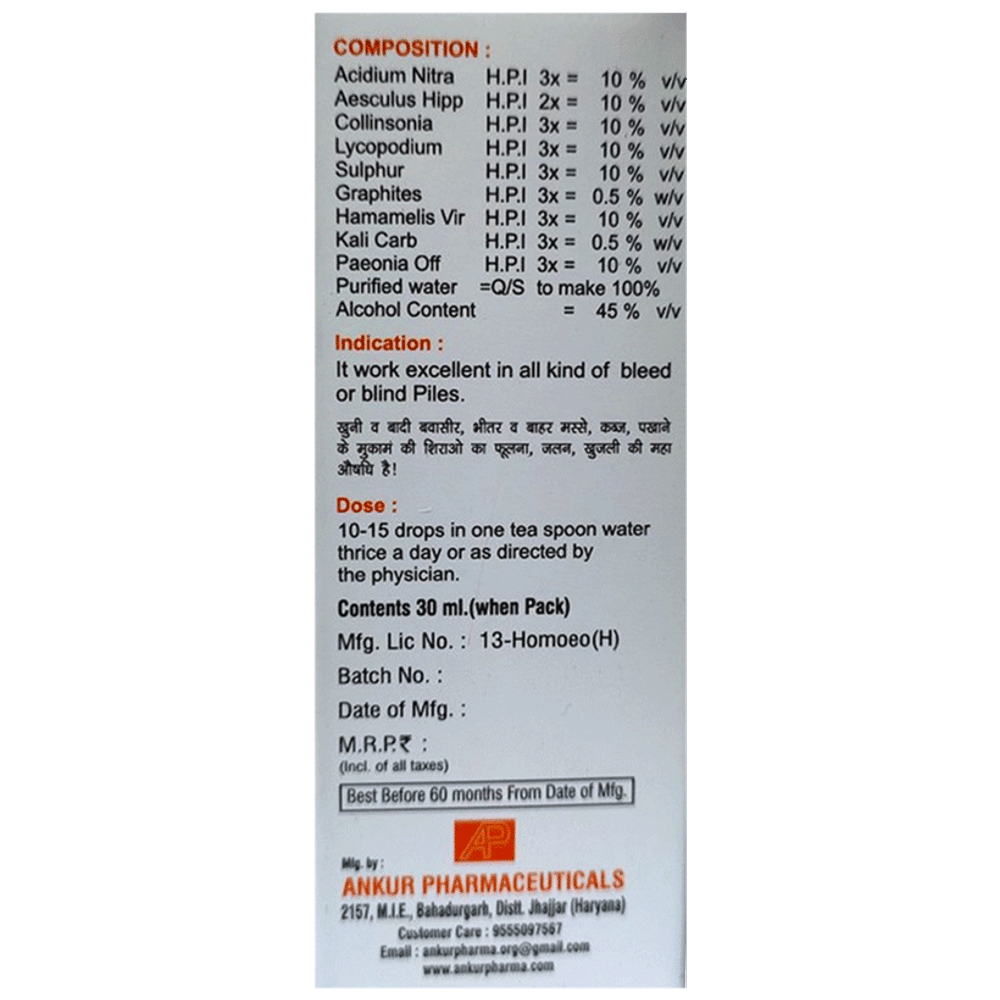 COMPOSITION :
Acidium Nitra H.P.I 3x = 10 % v/v
Aesculus Hipp H.P.I 2x = 10 % v/v
Collinsonia H.P.I 3x = 10 % v/v
Lycopodium H.P.I 3x = 10 % v/v
Sulphur H.P.I 3x = 10 % v/v
Graphites H.P.I 3x = 0.5 % w/v
Hamamelis Vir H.P.I 3x = 10 % v/v
Kali Carb H.P.I 3x = 0.5 % w/v
Paeonia Off H.P.I 3x = 10 % v/v
Purified water =Q/S to make 100%
Alcohol Content = 45 % v/v
Indication :
It work excellent in all kind of bleed
or blind Piles.
खुनी व बादी बवासीर, भीतर व बाहर मस्से, कब्ज, पखाने
के मुकामं की शिराओ का फूलना, जलन, खुजली की महा
औषधि है!
Dose :
10-15 drops in one tea spoon water
thrice a day or as directed by
the physician.
Contents 30 ml.(when Pack)
Mfg. Lic No. : 13-Homoeo(H)
Batch No. :
Date of Mfg. :
M.R.P.₹ :
(Incl. of all taxes)
Best Before 60 months From Date of Mfg.
AP
Mfg. by :
ANKUR PHARMACEUTICALS
2157, M.I.E., Bahadurgarh, Distt. Jhajjar (Haryana)
Customer Care : 9555097567
Email : ankurpharma.org@gmail.com
www.ankurpharma.com